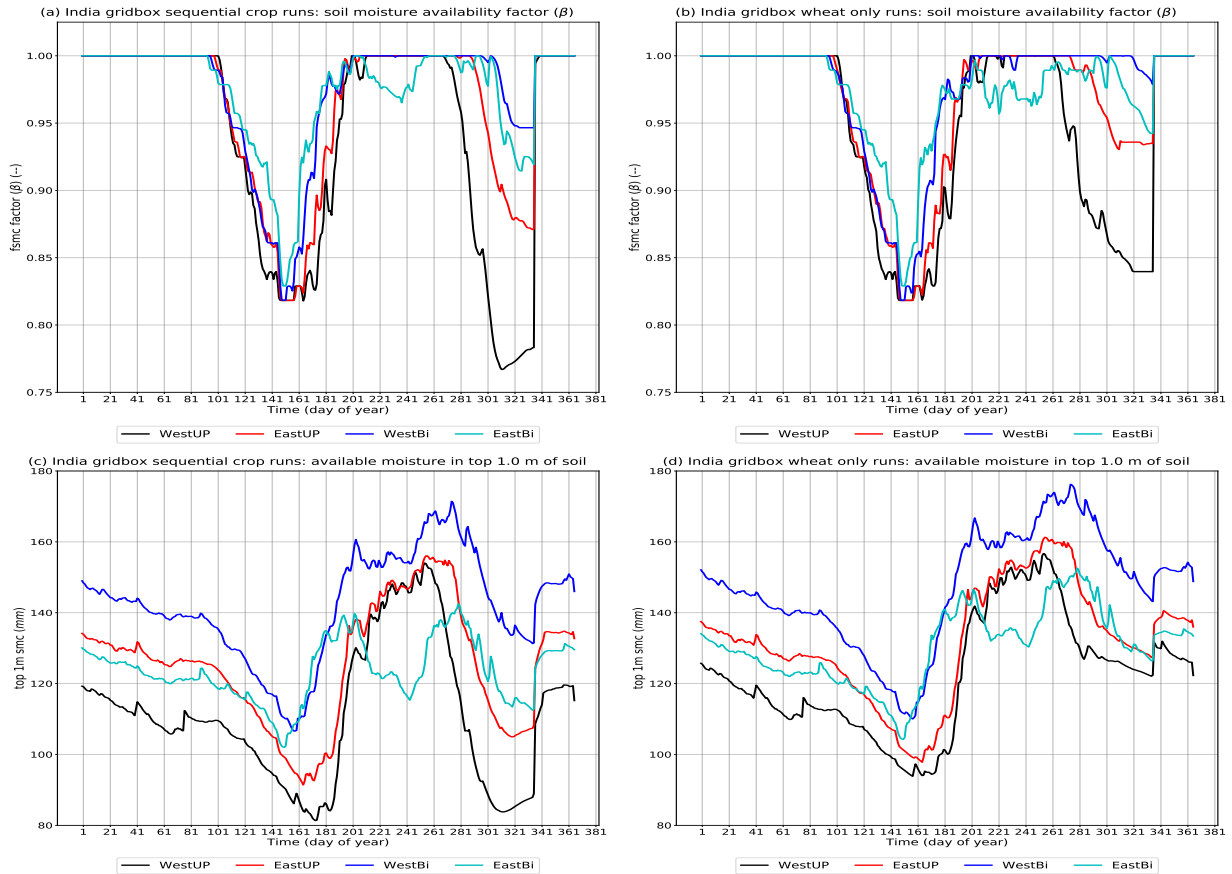 (a) India gridbox sequential crop runs: soil moisture availability factor (β)
fsmc factor (β) (--)
1.00
0.95
0.90
0.85
0.80
0.75
1 21 41 61 81 101 121 141 161 181 201 221 241 261 281 301 321 341 361 381
Time (day of year)
WestUP EastUP WestBi EastBi
(b) India gridbox wheat only runs: soil moisture availability factor (β)
fsmc factor (β) (--)
1.00
0.95
0.90
0.85
0.80
0.75
1 21 41 61 81 101 121 141 161 181 201 221 241 261 281 301 321 341 361 381
Time (day of year)
WestUP EastUP WestBi EastBi
(c) India gridbox sequential crop runs: available moisture in top 1.0 m of soil
top 1m smc (mm)
180
160
140
120
100
80
1 21 41 61 81 101 121 141 161 181 201 221 241 261 281 301 321 341 361 381
Time (day of year)
WestUP EastUP WestBi EastBi
(d) India gridbox wheat only runs: available moisture in top 1.0 m of soil
top 1m smc (mm)
180
160
140
120
100
80
1 21 41 61 81 101 121 141 161 181 201 221 241 261 281 301 321 341 361 381
Time (day of year)
WestUP EastUP WestBi EastBi